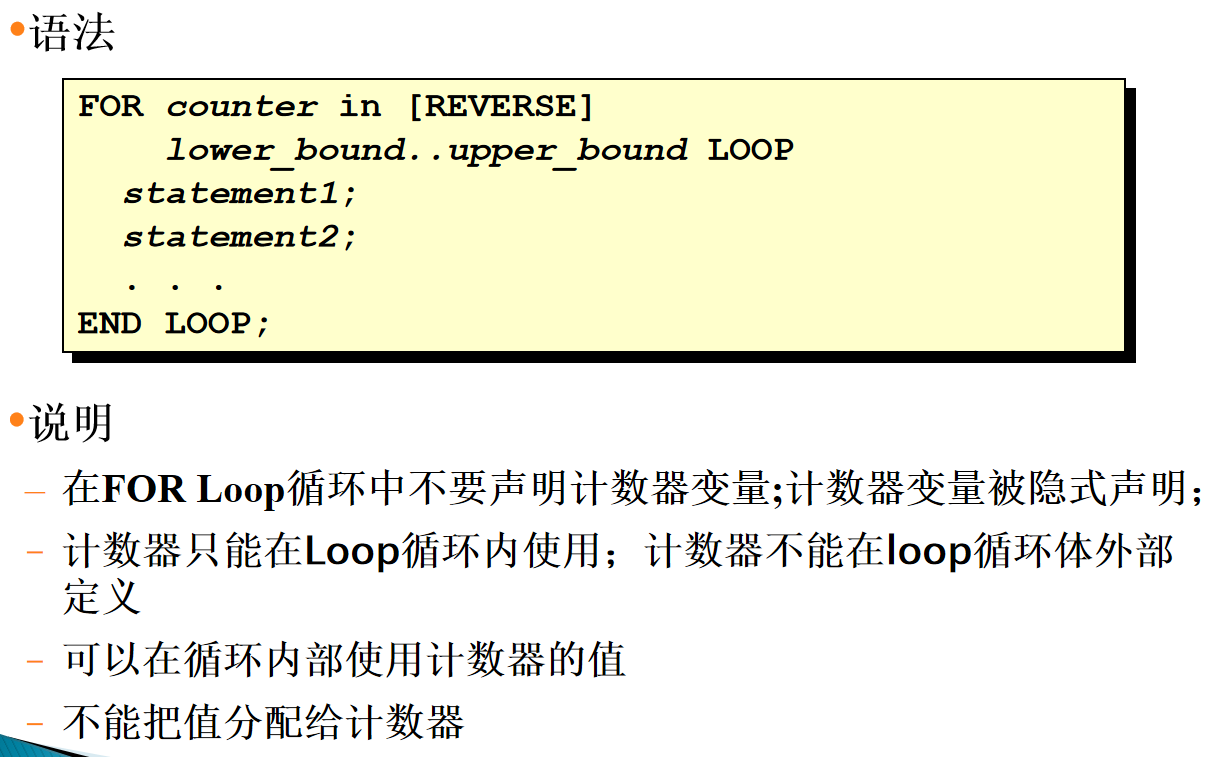 •语法
FOR counter in [REVERSE]
lower_bound..upper_bound LOOP
statement1;
statement2;
. . .
END LOOP;
•说明
– 在FOR Loop循环中不要声明计数器变量;计数器变量被隐式声明；
– 计数器只能在Loop循环内使用；计数器不能在loop循环体外部
定义
– 可以在循环内部使用计数器的值
– 不能把值分配给计数器